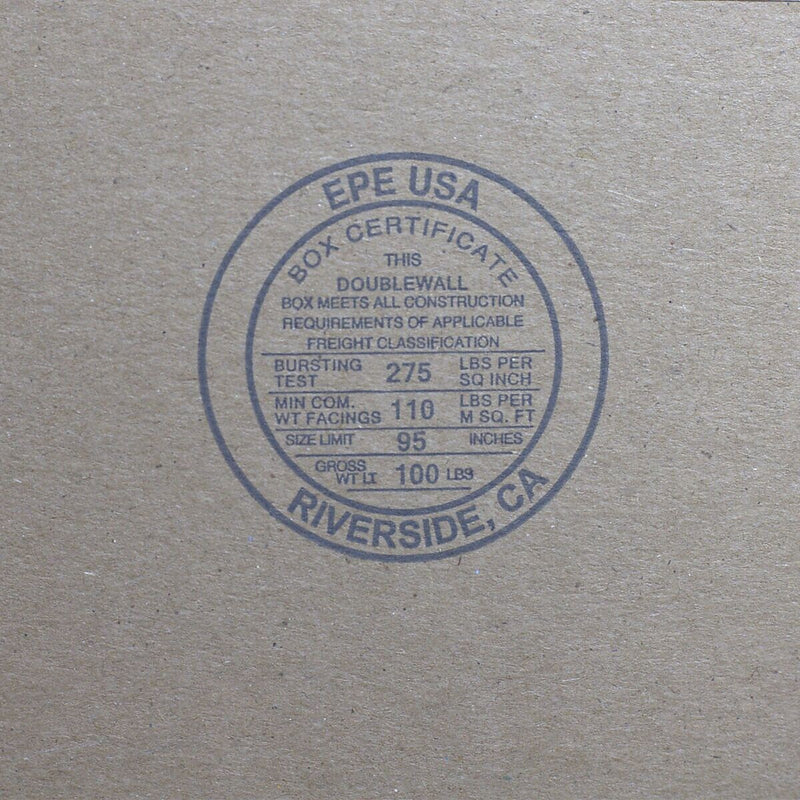 EPE USA
BOX CERTIFICATE
THIS
DOUBLEWALL
BOX MEETS ALL CONSTRUCTION
REQUIREMENTS OF APPLICABLE
FREIGHT CLASSIFICATION
BURSTING TEST 275 LBS PER SQ INCH
MIN COM. WT FACINGS 110 LBS PER M SQ. FT
SIZE LIMIT 95 INCHES
GROSS WT LT 100 LBS
RIVERSIDE, CA